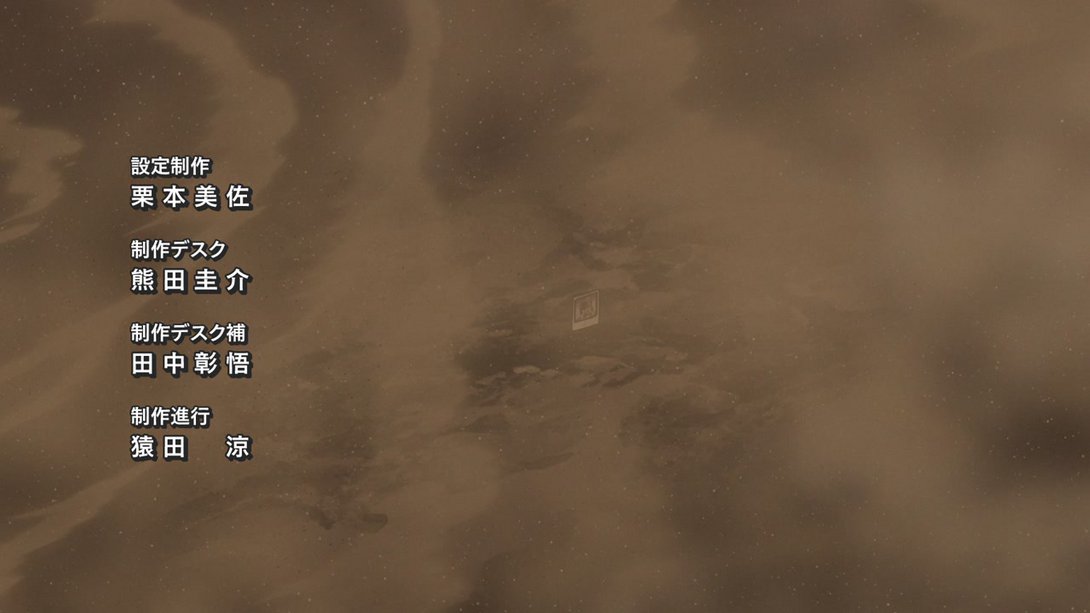 設定制作
栗本美佐
制作デスク
熊田圭介
制作デスク補
田中彰悟
制作進行
猿田　涼